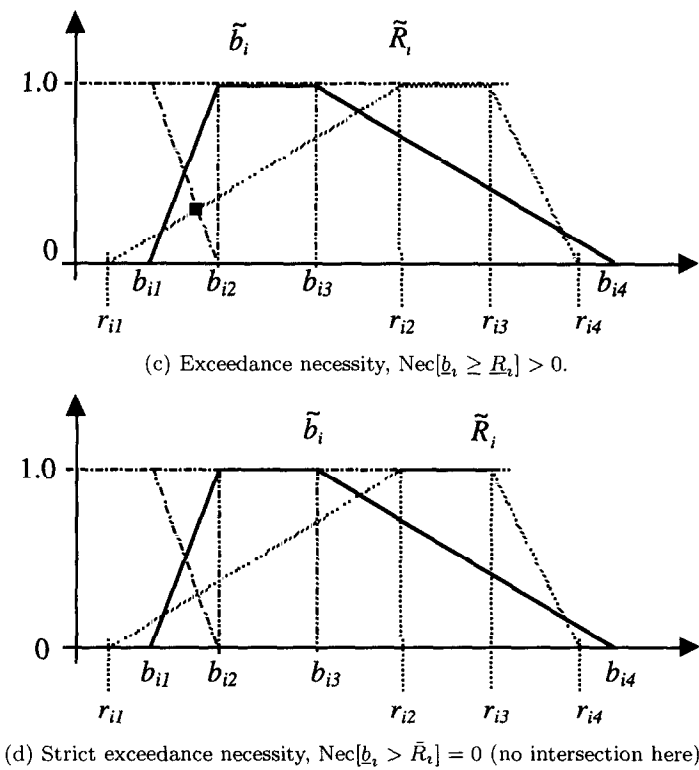 b̃ᵢ R̃ᵢ
1.0
0
bᵢ₁ bᵢ₂ bᵢ₃ bᵢ₄
rᵢ₁ rᵢ₂ rᵢ₃ rᵢ₄
(c) Exceedance necessity, Nec[b̲ᵢ ≥ R̲ᵢ] > 0.
b̃ᵢ R̃ᵢ
1.0
0
bᵢ₁ bᵢ₂ bᵢ₃ bᵢ₄
rᵢ₁ rᵢ₂ rᵢ₃ rᵢ₄
(d) Strict exceedance necessity, Nec[b̲ᵢ > R̄ᵢ] = 0 (no intersection here)